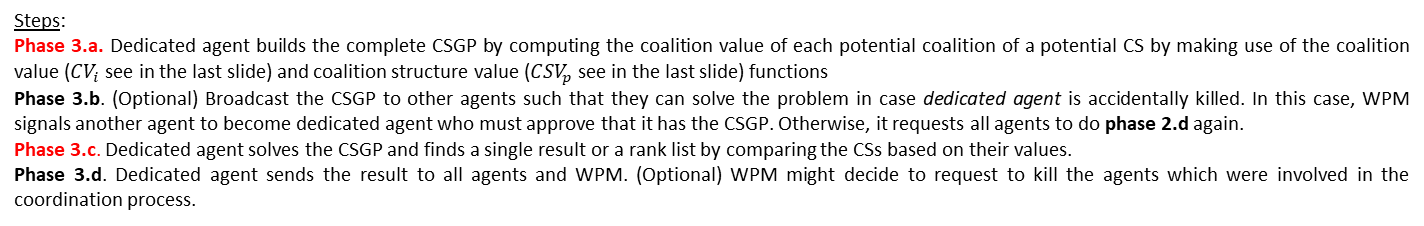 Steps:
Phase 3.a. Dedicated agent builds the complete CSGP by computing the coalition value of each potential coalition of a potential CS by making use of the coalition
value (CVᵢ see in the last slide) and coalition structure value (CSVₚ see in the last slide) functions
Phase 3.b. (Optional) Broadcast the CSGP to other agents such that they can solve the problem in case dedicated agent is accidentally killed. In this case, WPM
signals another agent to become dedicated agent who must approve that it has the CSGP. Otherwise, it requests all agents to do phase 2.d again.
Phase 3.c. Dedicated agent solves the CSGP and finds a single result or a rank list by comparing the CSs based on their values.
Phase 3.d. Dedicated agent sends the result to all agents and WPM. (Optional) WPM might decide to request to kill the agents which were involved in the
coordination process.